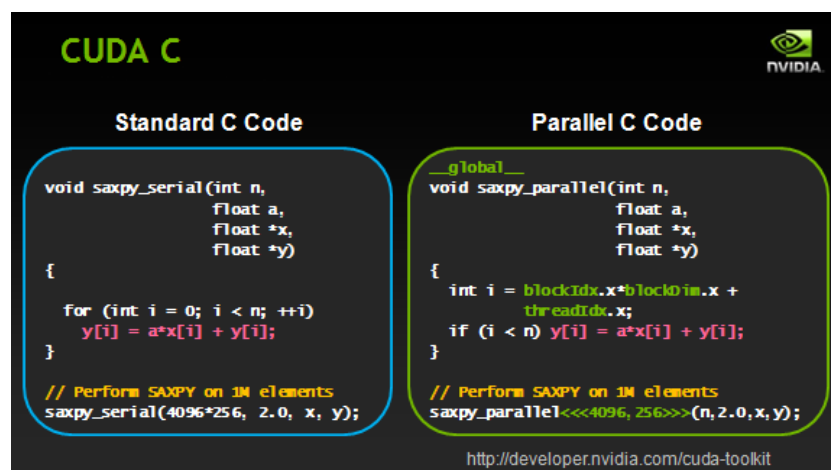 CUDA C
NVIDIA.
Standard C Code
void saxpy_serial(int n,
float a,
float *x,
float *y)
{
for (int i = 0; i < n; ++i)
y[i] = a*x[i] + y[i];
}
// Perform SAXPY on 1M elements
saxpy_serial(4096*256, 2.0, x, y);
Parallel C Code
__global__
void saxpy_parallel(int n,
float a,
float *x,
float *y)
{
int i = blockIdx.x*blockDim.x +
threadIdx.x;
if (i < n) y[i] = a*x[i] + y[i];
}
// Perform SAXPY on 1M elements
saxpy_parallel<<<4096,256>>>(n,2.0,x,y);
http://developer.nvidia.com/cuda-toolkit